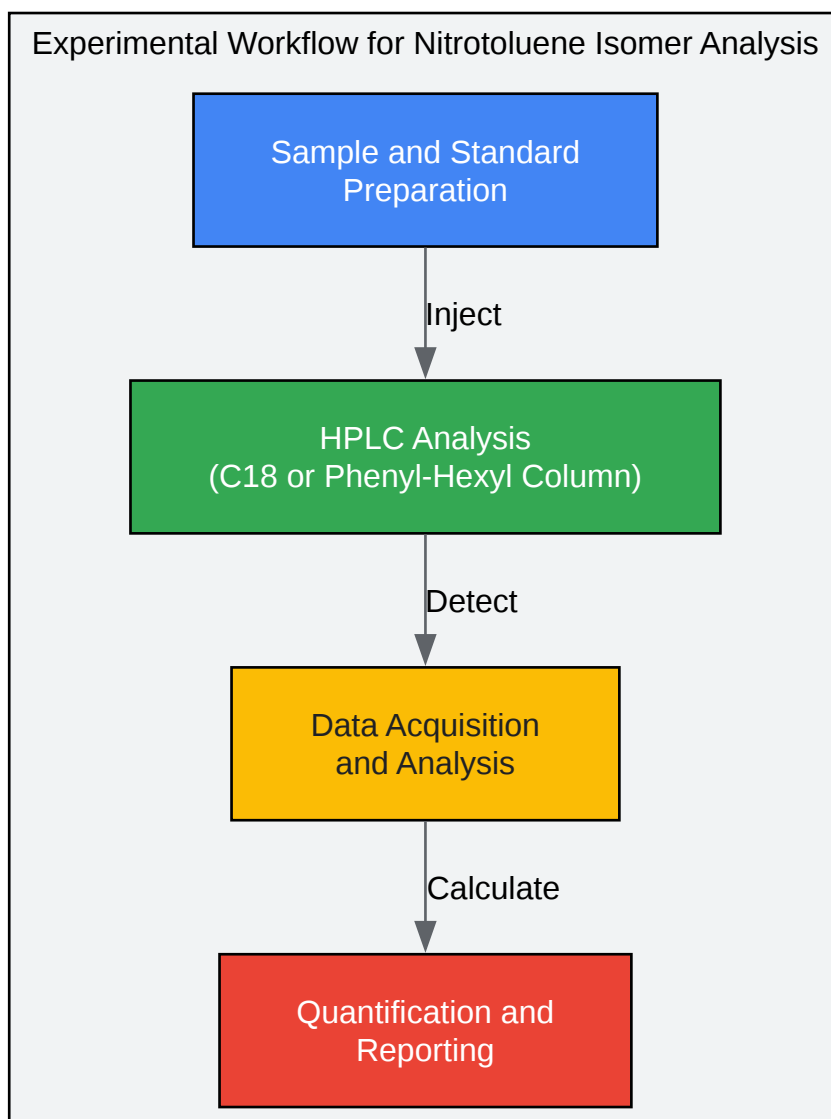 Experimental Workflow for Nitrotoluene Isomer Analysis
Sample and Standard
Preparation
Inject
HPLC Analysis
(C18 or Phenyl-Hexyl Column)
Detect
Data Acquisition
and Analysis
Calculate
Quantification and
Reporting